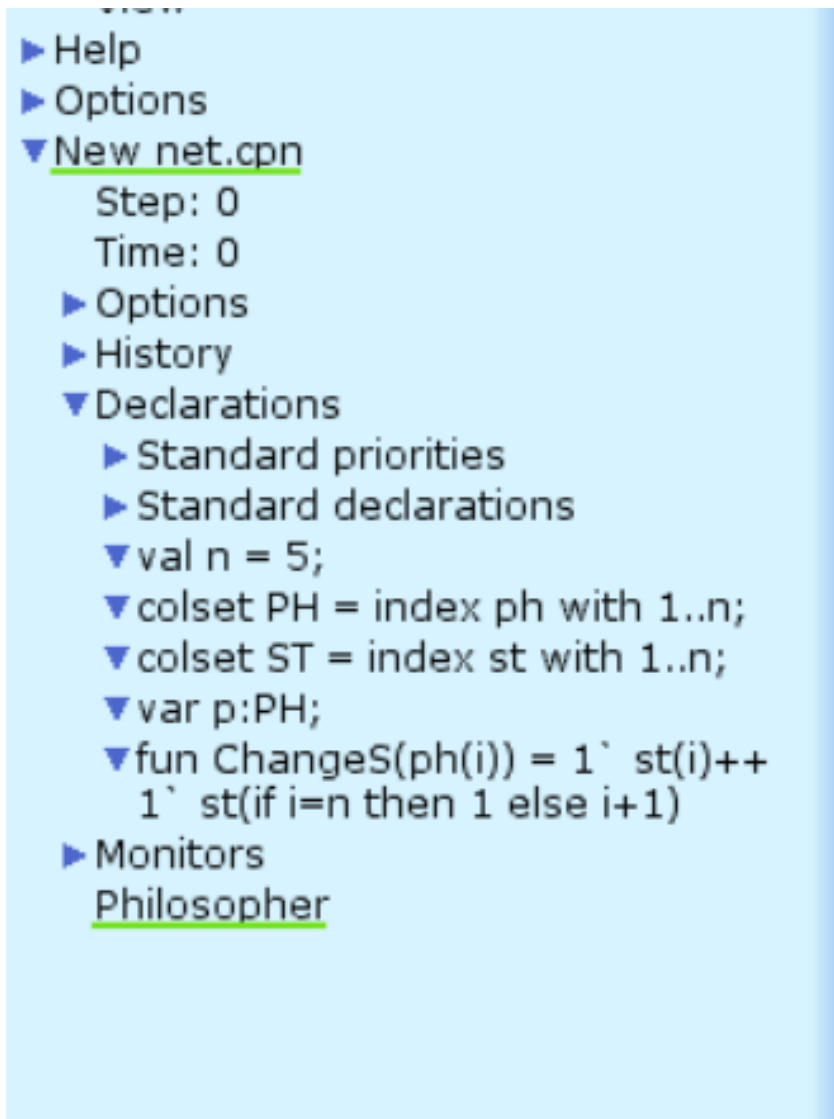 View
Help
Options
New net.cpn
Step: 0
Time: 0
Options
History
Declarations
Standard priorities
Standard declarations
val n = 5;
colset PH = index ph with 1..n;
colset ST = index st with 1..n;
var p:PH;
fun ChangeS(ph(i)) = 1` st(i)++
1` st(if i=n then 1 else i+1)
Monitors
Philosopher